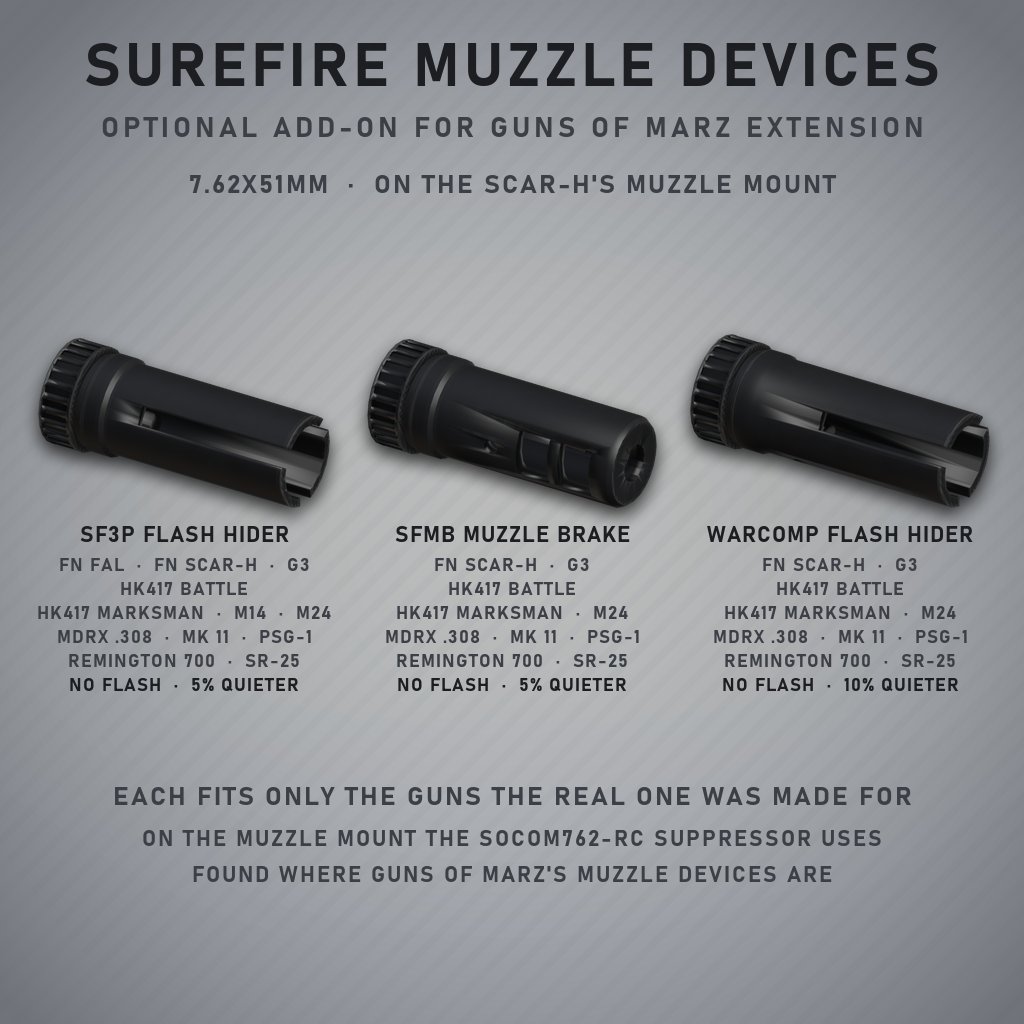 SUREFIRE MUZZLE DEVICES
OPTIONAL ADD-ON FOR GUNS OF MARZ EXTENSION
7.62X51MM · ON THE SCAR-H'S MUZZLE MOUNT
SF3P FLASH HIDER
FN FAL · FN SCAR-H · G3
HK417 BATTLE
HK417 MARKSMAN · M14 · M24
MDRX .308 · MK 11 · PSG-1
REMINGTON 700 · SR-25
NO FLASH · 5% QUIETER
SFMB MUZZLE BRAKE
FN SCAR-H · G3
HK417 BATTLE
HK417 MARKSMAN · M24
MDRX .308 · MK 11 · PSG-1
REMINGTON 700 · SR-25
NO FLASH · 5% QUIETER
WARCOMP FLASH HIDER
FN SCAR-H · G3
HK417 BATTLE
HK417 MARKSMAN · M24
MDRX .308 · MK 11 · PSG-1
REMINGTON 700 · SR-25
NO FLASH · 10% QUIETER
EACH FITS ONLY THE GUNS THE REAL ONE WAS MADE FOR
ON THE MUZZLE MOUNT THE SOCOM762-RC SUPPRESSOR USES
FOUND WHERE GUNS OF MARZ'S MUZZLE DEVICES ARE